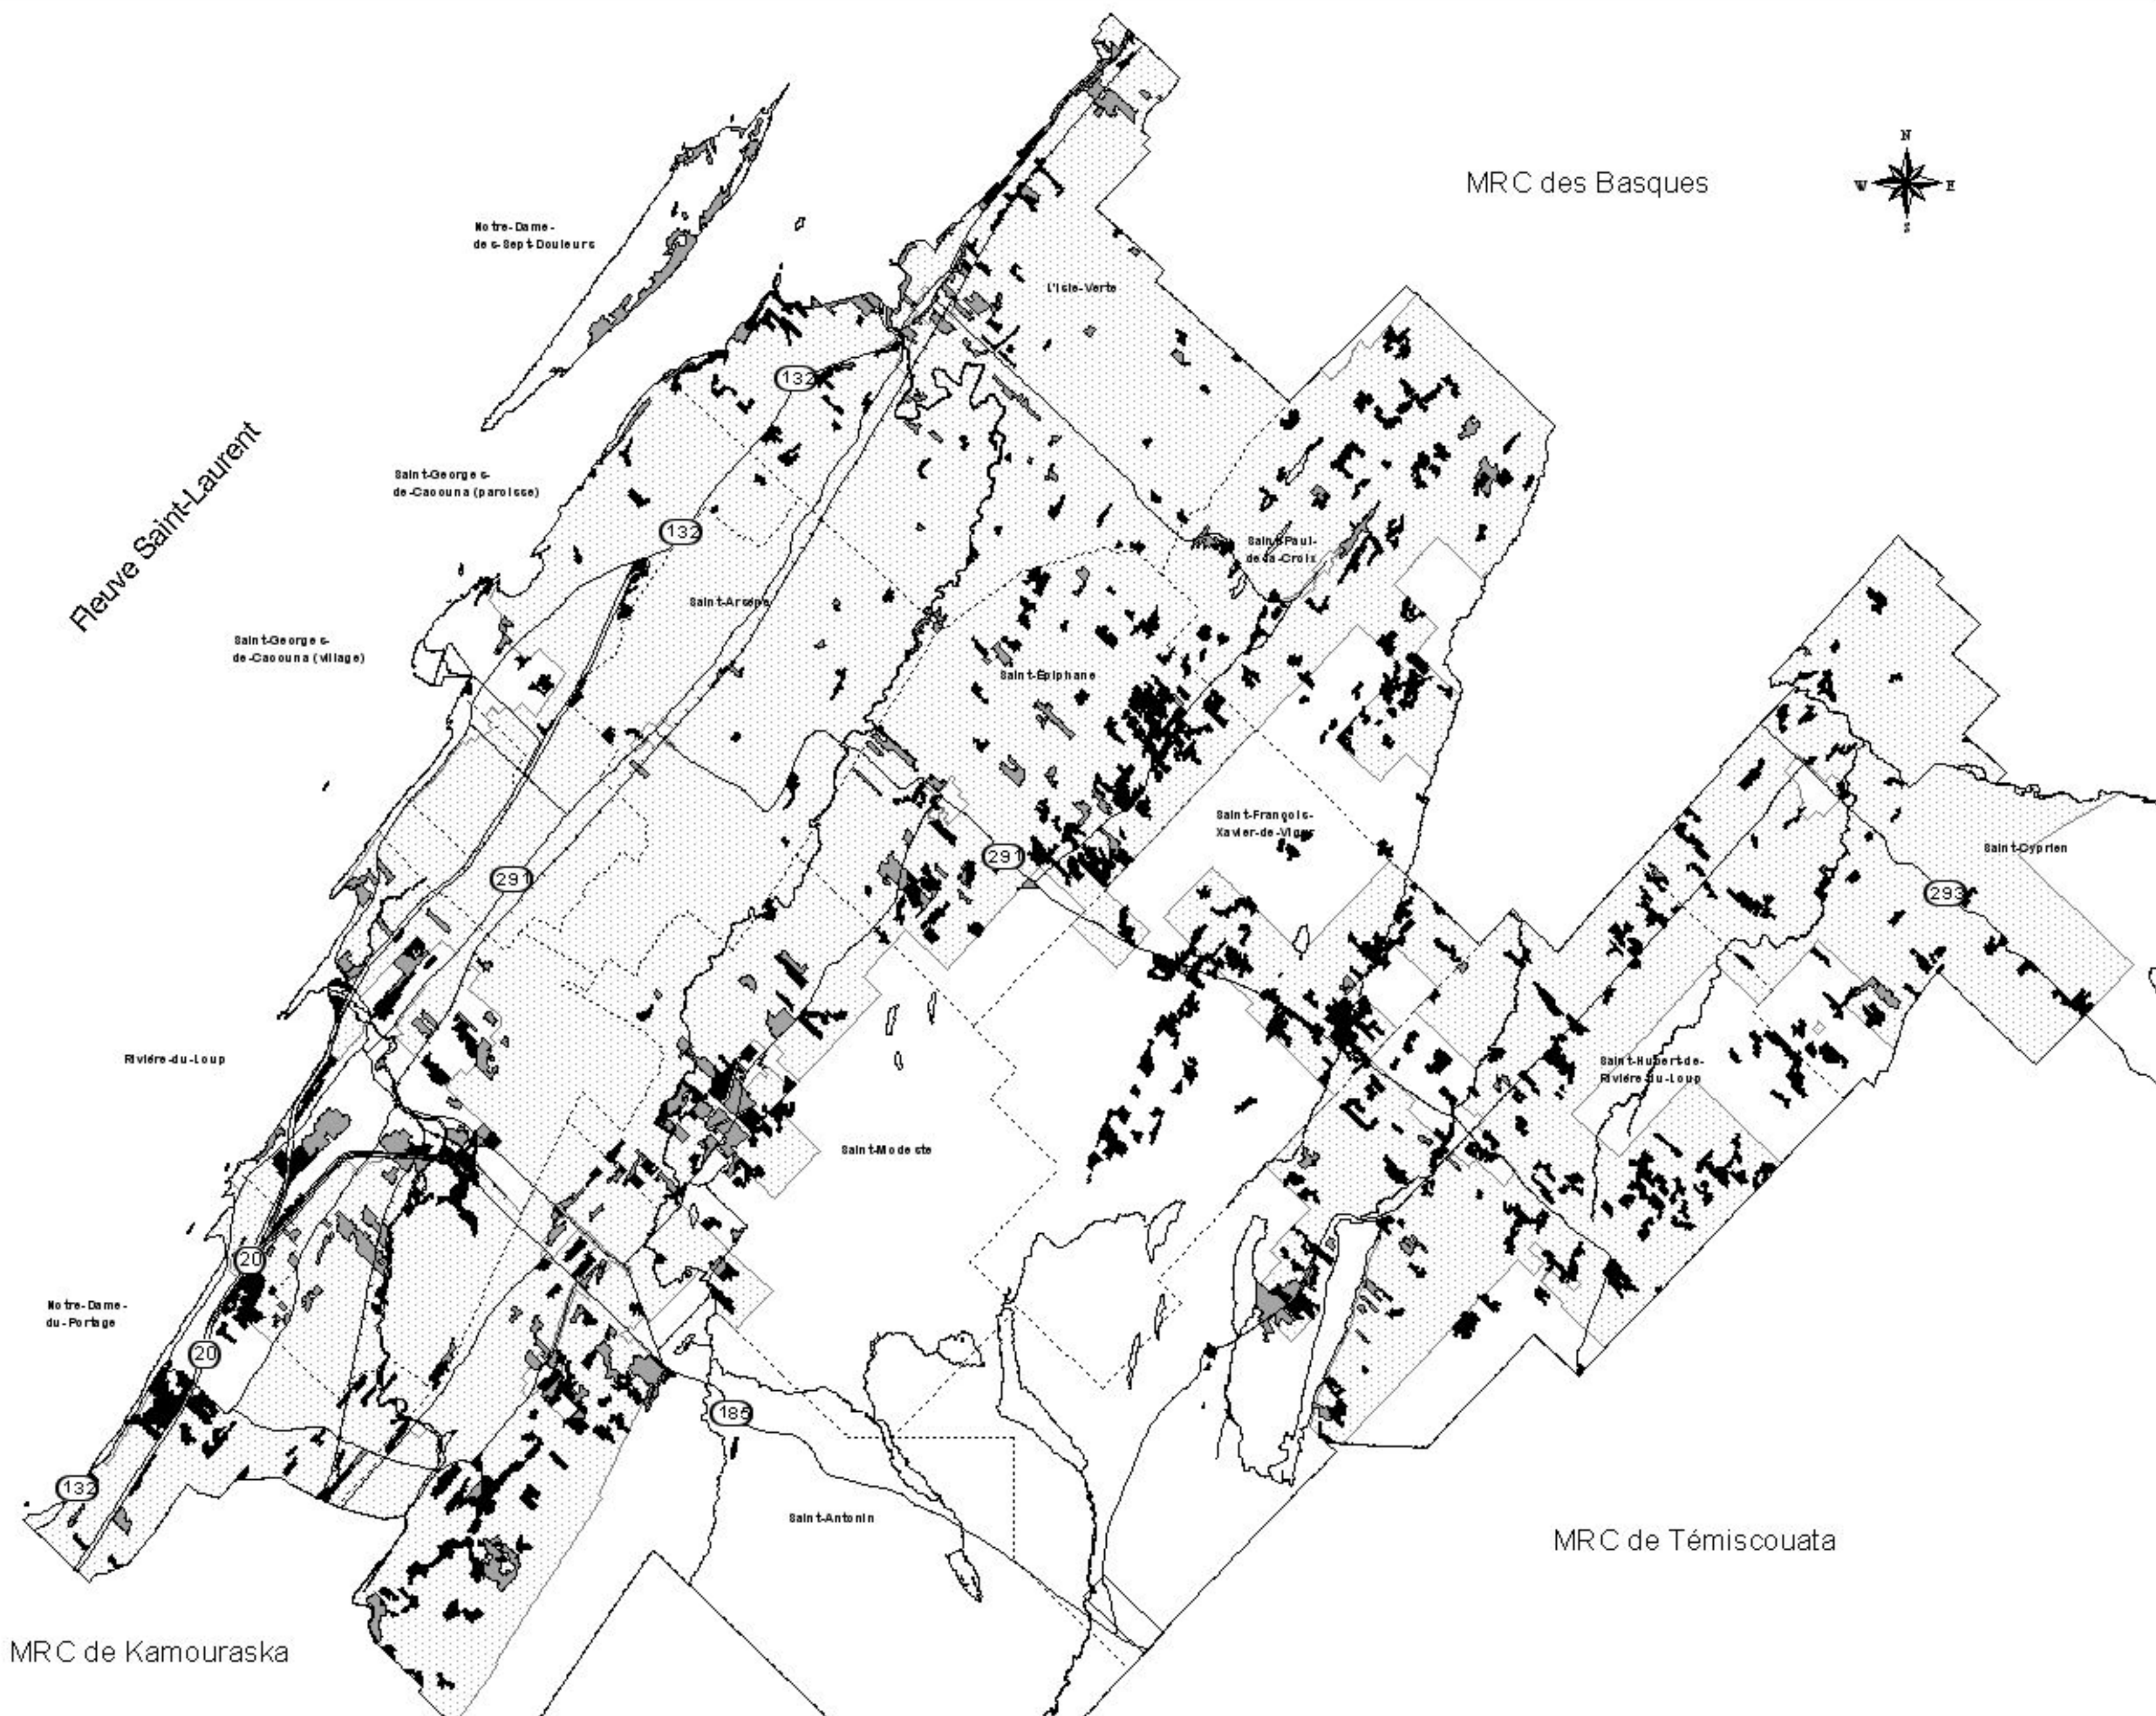 MRC des Basques
N
W
E
S
Notre-Dame-
des-Sept-Douleurs
L'Isle-Verte
132
Fleuve Saint-Laurent
Saint-Georges-
de-Cacouna (paroisse)
132
Saint-Paul-
de-la-Croix
Saint-Arsène
Saint-Georges-
de-Cacouna (village)
Saint-Épiphane
Saint-François-
Xavier-de-Viger
Saint-Cyprien
291
291
293
Rivière-du-Loup
Saint-Hubert-de-
Rivière-du-Loup
Saint-Modeste
20
Notre-Dame-
du-Portage
20
185
132
Saint-Antonin
MRC de Témiscouata
MRC de Kamouraska